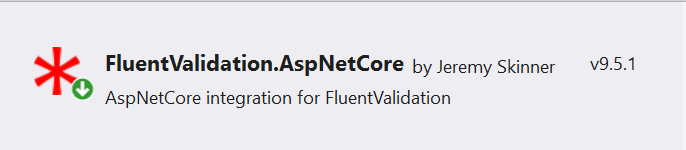 FluentValidation.AspNetCore by Jeremy Skinner v9.5.1
AspNetCore integration for FluentValidation